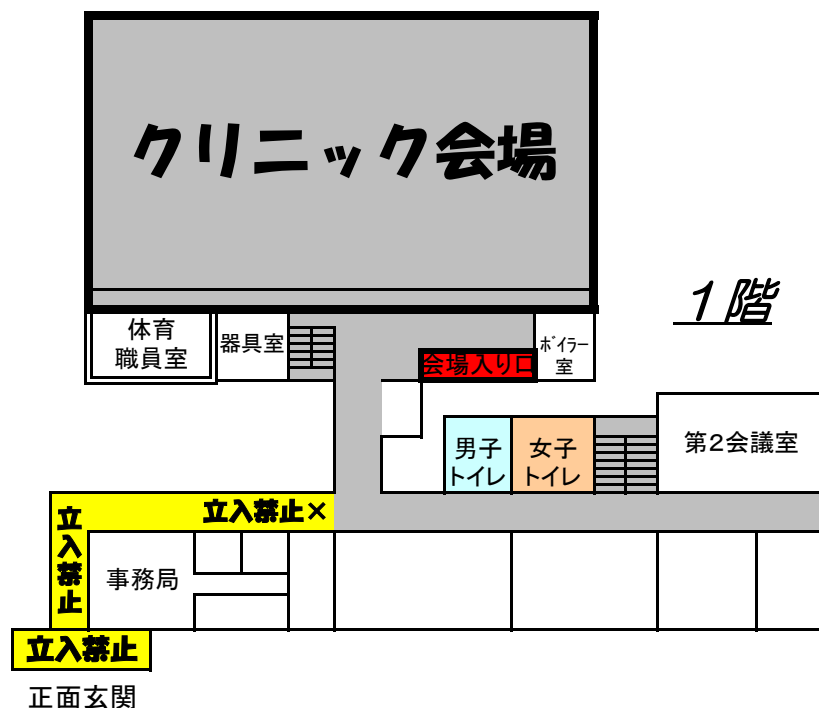 クリニック会場
1階
体育
職員室
器具室
会場入り口
ﾎﾞｲﾗｰ
室
男子
トイレ
女子
トイレ
第2会議室
立入禁止×
立入禁止
事務局
立入禁止
正面玄関